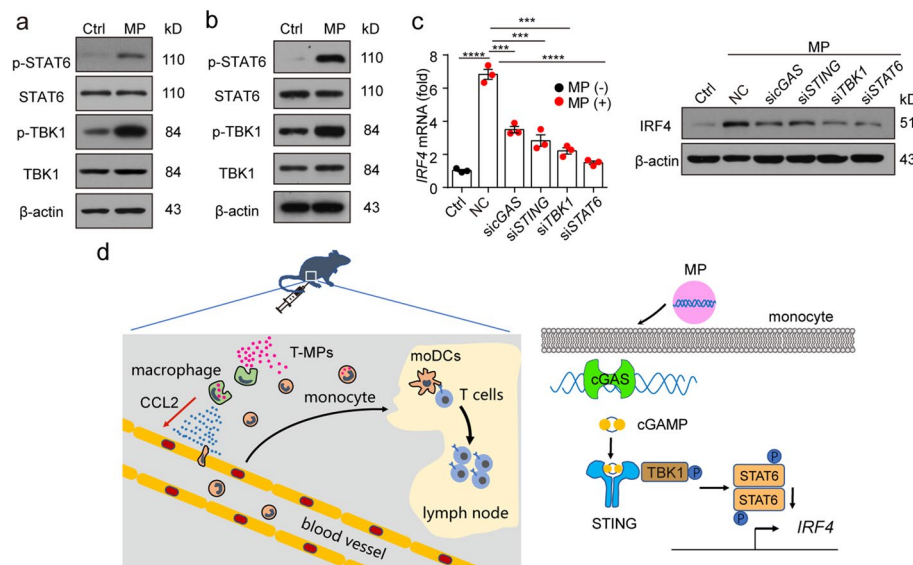 a
Ctrl MP kD
p-STAT6 110
STAT6 110
p-TBK1 84
TBK1 84
β-actin 43
b
Ctrl MP kD
p-STAT6 110
STAT6 110
p-TBK1 84
TBK1 84
β-actin 43
c
IRF4 mRNA (fold)
8
6
4
2
0
***
***
**** ***
****
MP (-)
MP (+)
Ctrl
NC
sicGAS
siSTING
siTBK1
siSTAT6
MP
Ctrl
NC
sicGAS
siSTING
siTBK1
siSTAT6
kD
IRF4 51
β-actin 43
d
T-MPs
macrophage
CCL2
monocyte
moDCs
T cells
lymph node
blood vessel
MP
monocyte
cGAS
cGAMP
TBK1 P
STING
P
STAT6
STAT6
P
IRF4